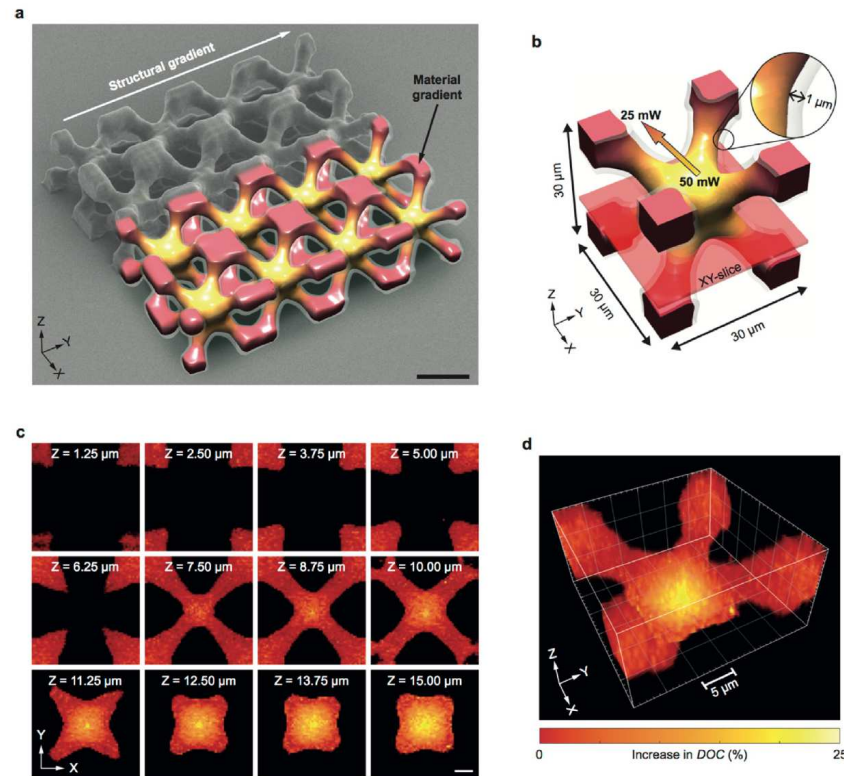 a
Structural gradient
Material
gradient
Z
Y
X
b
25 mW
1 µm
50 mW
30 µm
XY-slice
30 µm
30 µm
Z
Y
X
c
Z = 1.25 µm
Z = 2.50 µm
Z = 3.75 µm
Z = 5.00 µm
Z = 6.25 µm
Z = 7.50 µm
Z = 8.75 µm
Z = 10.00 µm
Z = 11.25 µm
Z = 12.50 µm
Z = 13.75 µm
Z = 15.00 µm
Y
X
d
Z
Y
X
5 µm
0
Increase in DOC (%)
25